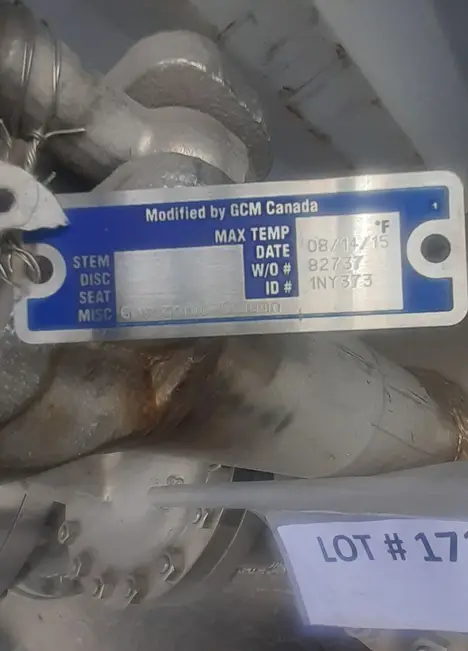 Modified by GCM Canada
1
MAX TEMP °F
DATE 08/14/15
STEM
W/O # 82737
DISC
ID # 1NY373
SEAT
MISC
LOT # 17